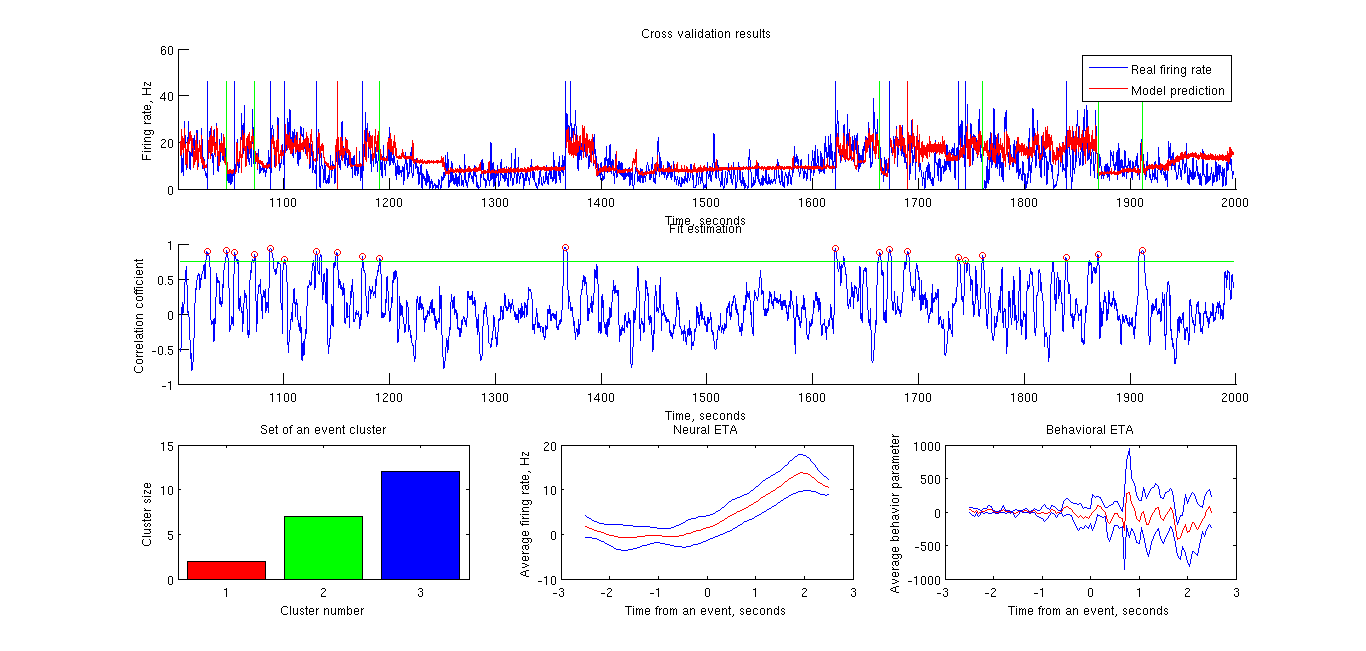 Cross validation results
60
40
20
0
Firing rate, Hz
Real firing rate
Model prediction
1100 1200 1300 1400 1500 1600 1700 1800 1900 2000
Time, seconds
Fit estimation
1
0.5
0
-0.5
-1
Correlation cofficient
1100 1200 1300 1400 1500 1600 1700 1800 1900 2000
Time, seconds
Set of an event cluster
15
10
5
0
Cluster size
1 2 3
Cluster number
Neural ETA
20
10
0
-10
Average firing rate, Hz
-3 -2 -1 0 1 2 3
Time from an event, seconds
Behavioral ETA
1000
500
0
-500
-1000
Average behavior parameter
-3 -2 -1 0 1 2 3
Time from an event, seconds